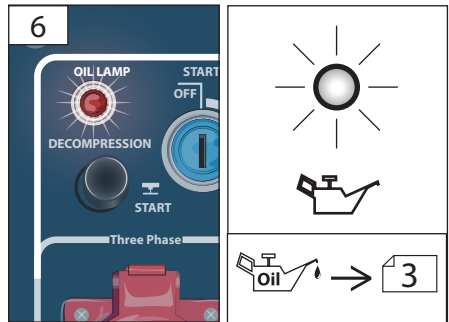 6
OIL LAMP
START
OFF
DECOMPRESSION
START
Three Phase
Oil
3